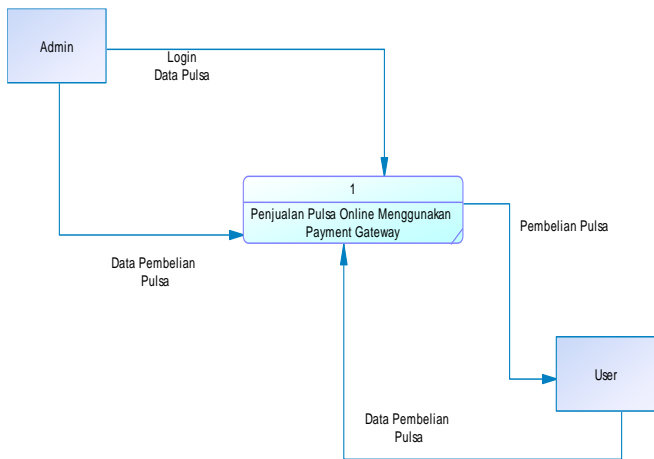 Admin
Login
Data Pulsa
1
Penjualan Pulsa Online Menggunakan
Payment Gateway
Pembelian Pulsa
Data Pembelian
Pulsa
User
Data Pembelian
Pulsa